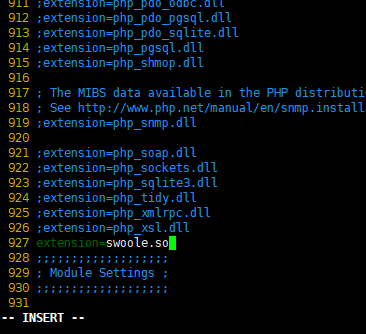 911 ;extension=php_pdo_odbc.dll
912 ;extension=php_pdo_pgsql.dll
913 ;extension=php_pdo_sqlite.dll
914 ;extension=php_pgsql.dll
915 ;extension=php_shmop.dll
916
917 ; The MIBS data available in the PHP distributi
918 ; See http://www.php.net/manual/en/snmp.install
919 ;extension=php_snmp.dll
920
921 ;extension=php_soap.dll
922 ;extension=php_sockets.dll
923 ;extension=php_sqlite3.dll
924 ;extension=php_tidy.dll
925 ;extension=php_xmlrpc.dll
926 ;extension=php_xsl.dll
927 extension=swoole.so
928 ;;;;;;;;;;;;;;;;;;;
929 ; Module Settings ;
930 ;;;;;;;;;;;;;;;;;;;
931
-- INSERT --